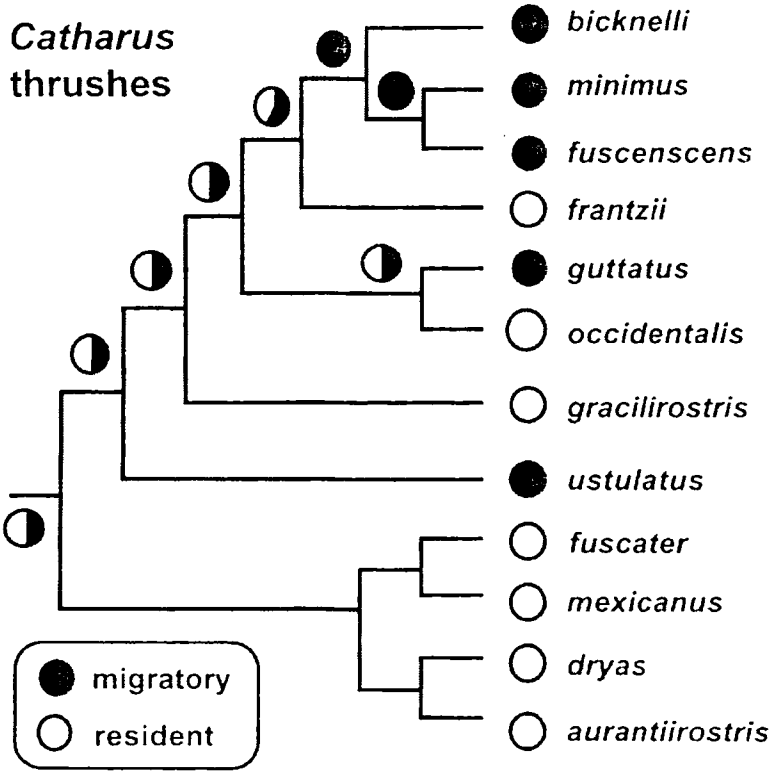 Catharus
thrushes
bicknelli
minimus
fuscenscens
frantzii
guttatus
occidentalis
gracilirostris
ustulatus
fuscater
mexicanus
dryas
aurantiirostris
migratory
resident